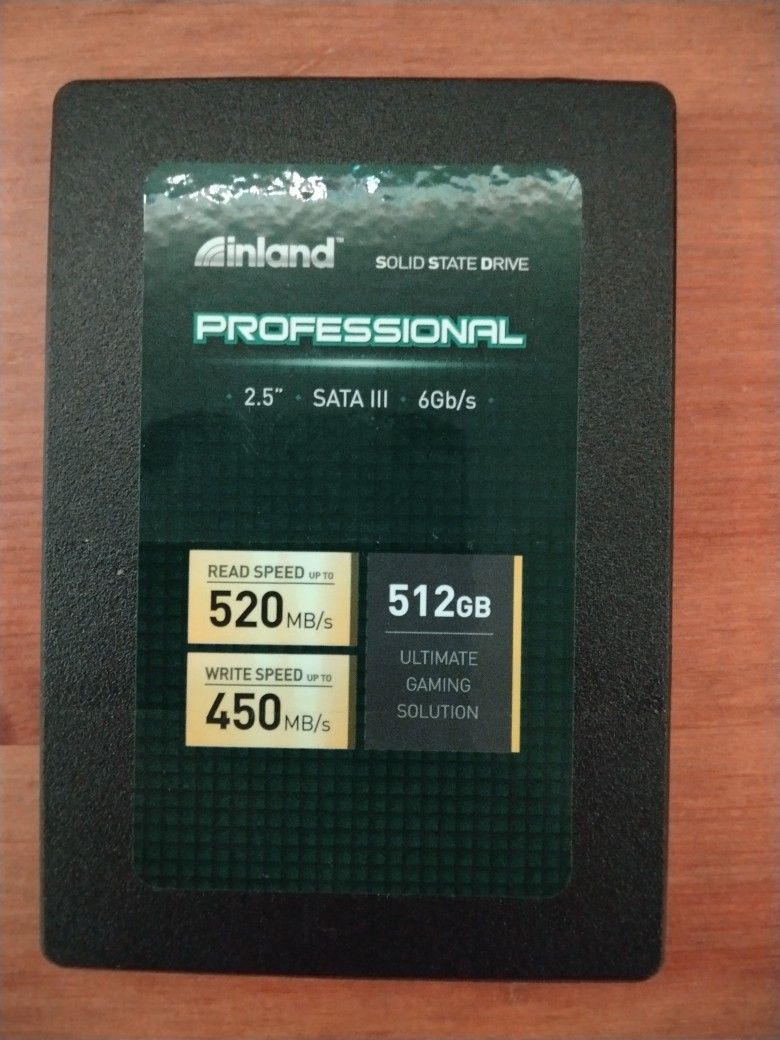 inland™ SOLID STATE DRIVE
PROFESSIONAL
2.5" · SATA III · 6Gb/s
READ SPEED UP TO
520MB/s
WRITE SPEED UP TO
450MB/s
512GB
ULTIMATE
GAMING
SOLUTION